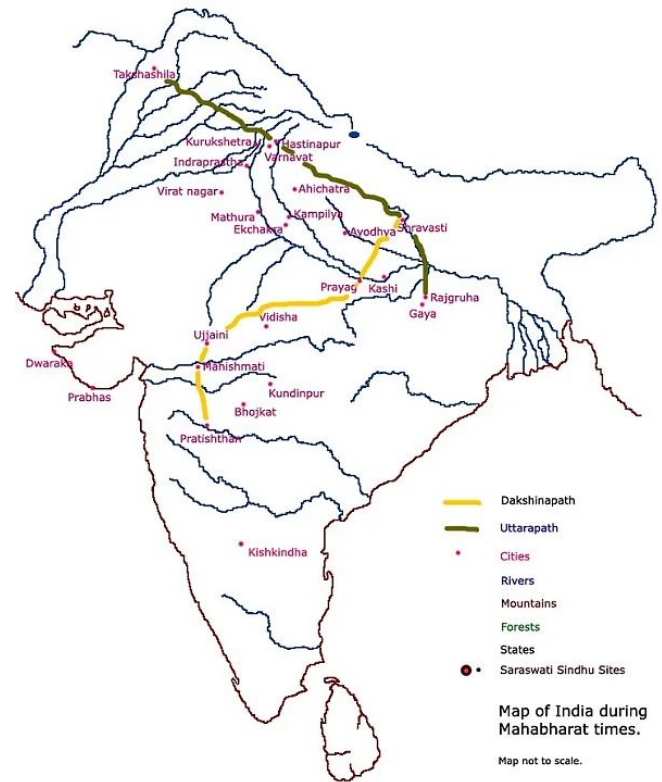 Takshashila
Kurukshetra
Hastinapur
Varnavat
Indraprastha
Virat nagar
Ahichatra
Mathura
Kampilya
Ekchakra
Ayodhya
Shravasti
Prayag
Kashi
Rajgruha
Gaya
Vidisha
Ujjaini
Dwaraka
Manishmati
Prabhas
Kundinpur
Bhojkat
Pratishthan
Kishkindha
Dakshinapath
Uttarapath
Cities
Rivers
Mountains
Forests
States
Saraswati Sindhu Sites
Map of India during
Mahabharat times.
Map not to scale.